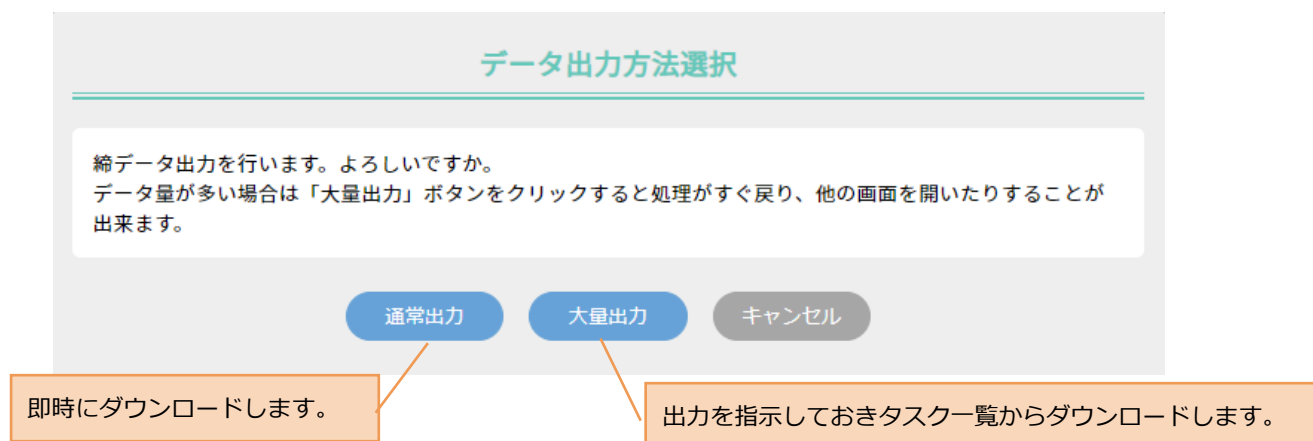 データ出力方法選択
締データ出力を行います。よろしいですか。
データ量が多い場合は「大量出力」ボタンをクリックすると処理がすぐ戻り、他の画面を開いたりすることが
出来ます。
通常出力
大量出力
キャンセル
即時にダウンロードします。
出力を指示しておきタスク一覧からダウンロードします。